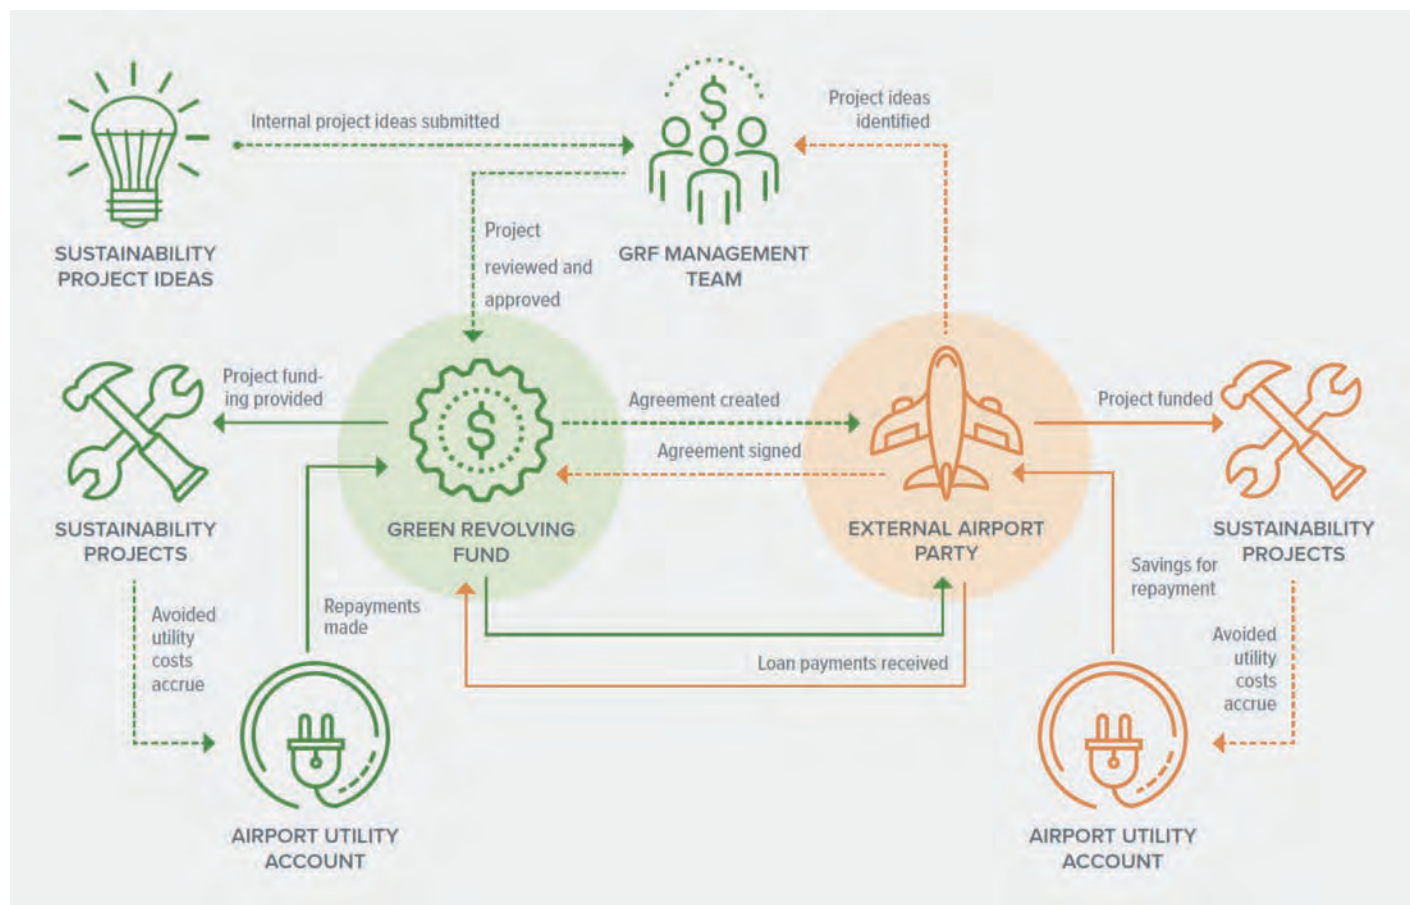 Internal project ideas submitted
$
Project ideas
identified
SUSTAINABILITY
PROJECT IDEAS
Project
reviewed and
approved
GRF MANAGEMENT
TEAM
Project fund-
ing provided
$
Agreement created
Agreement signed
Project funded
SUSTAINABILITY
PROJECTS
GREEN REVOLVING
FUND
EXTERNAL AIRPORT
PARTY
SUSTAINABILITY
PROJECTS
Avoided
utility
costs
accrue
Repayments
made
Loan payments received
Savings for
repayment
Avoided
utility
costs
accrue
AIRPORT UTILITY
ACCOUNT
AIRPORT UTILITY
ACCOUNT